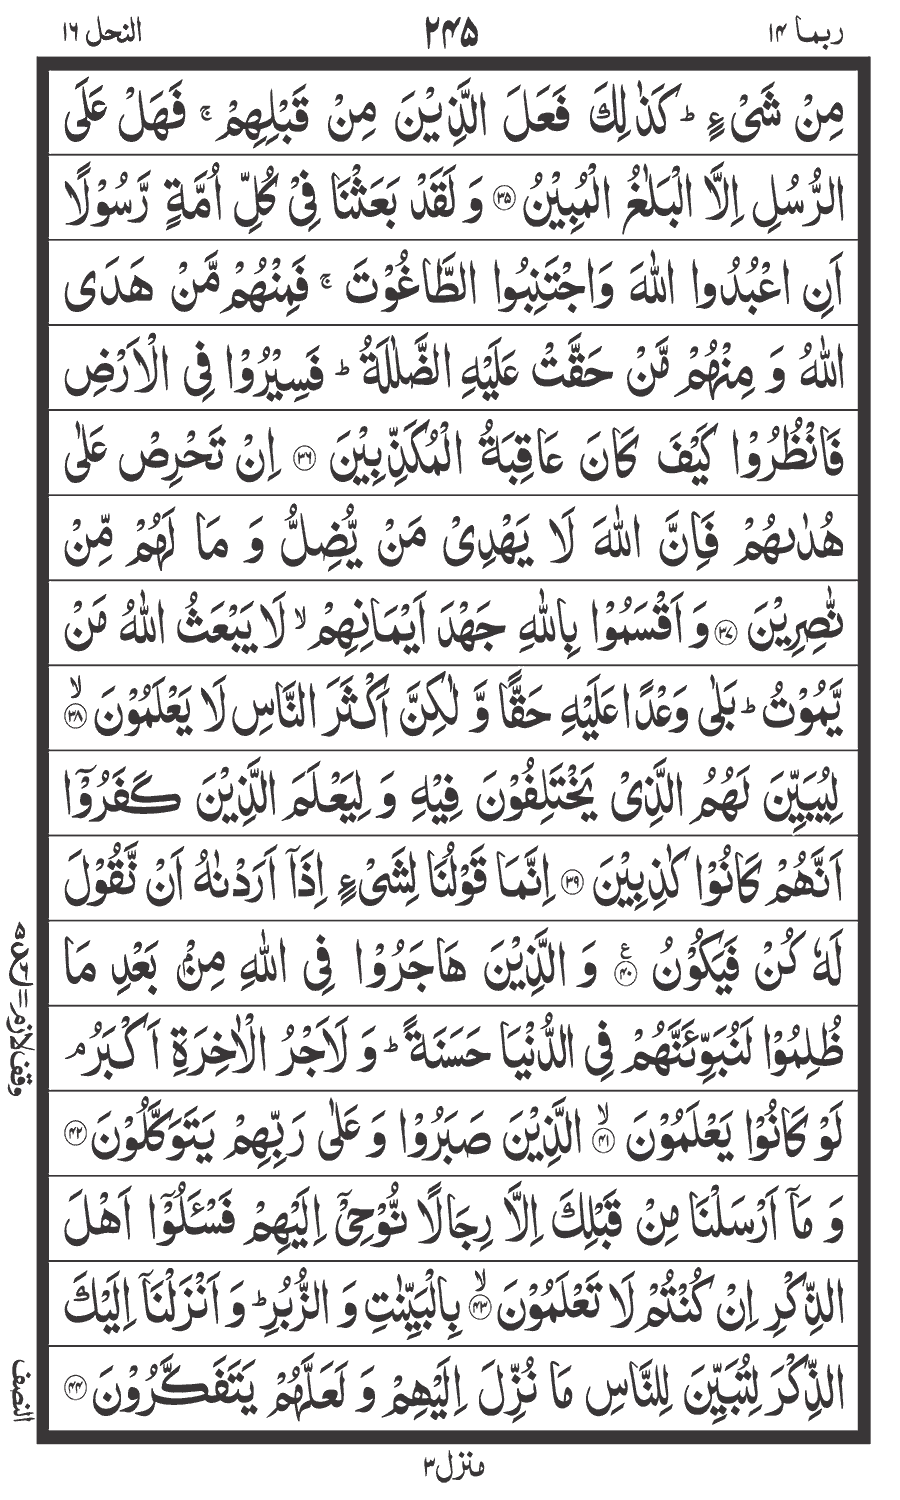 ربما ١٤
٢٤٥
النحل ١٦
مِنْ شَیْءٍ ؕ كَذٰلِكَ فَعَلَ الَّذِیْنَ مِنْ قَبْلِهِمْ ۚ فَهَلْ عَلَی
الرُّسُلِ اِلَّا الْبَلٰغُ الْمُبِیْنُ ۝۳۵ وَ لَقَدْ بَعَثْنَا فِیْ كُلِّ اُمَّةٍ رَّسُوْلًا
اَنِ اعْبُدُوا اللّٰهَ وَاجْتَنِبُوا الطَّاغُوْتَ ۚ فَمِنْهُمْ مَّنْ هَدَی
اللّٰهُ وَ مِنْهُمْ مَّنْ حَقَّتْ عَلَیْهِ الضَّلٰلَةُ ؕ فَسِیْرُوْا فِی الْاَرْضِ
فَانْظُرُوْا كَیْفَ كَانَ عَاقِبَةُ الْمُكَذِّبِیْنَ ۝۳۶ اِنْ تَحْرِصْ عَلٰی
هُدٰىهُمْ فَاِنَّ اللّٰهَ لَا یَهْدِیْ مَنْ یُّضِلُّ وَ مَا لَهُمْ مِّنْ
نّٰصِرِیْنَ ۝۳۷ وَ اَقْسَمُوْا بِاللّٰهِ جَهْدَ اَیْمَانِهِمْ ۙ لَا یَبْعَثُ اللّٰهُ مَنْ
یَّمُوْتُ ؕ بَلٰی وَعْدًا عَلَیْهِ حَقًّا وَّ لٰكِنَّ اَكْثَرَ النَّاسِ لَا یَعْلَمُوْنَ ۙ۝۳۸
لِیُبَیِّنَ لَهُمُ الَّذِیْ یَخْتَلِفُوْنَ فِیْهِ وَ لِیَعْلَمَ الَّذِیْنَ كَفَرُوْۤا
اَنَّهُمْ كَانُوْا كٰذِبِیْنَ ۝۳۹ اِنَّمَا قَوْلُنَا لِشَیْءٍ اِذَاۤ اَرَدْنٰهُ اَنْ نَّقُوْلَ
لَهٗ كُنْ فَیَكُوْنُ ۝۴۰ ع وَ الَّذِیْنَ هَاجَرُوْا فِی اللّٰهِ مِنْۢ بَعْدِ مَا
ظُلِمُوْا لَنُبَوِّئَنَّهُمْ فِی الدُّنْیَا حَسَنَةً ؕ وَ لَاَجْرُ الْاٰخِرَةِ اَكْبَرُ ۘ
لَوْ كَانُوْا یَعْلَمُوْنَ ۙ۝۴۱ الَّذِیْنَ صَبَرُوْا وَ عَلٰی رَبِّهِمْ یَتَوَكَّلُوْنَ ۝۴۲
وَ مَاۤ اَرْسَلْنَا مِنْ قَبْلِكَ اِلَّا رِجَالًا نُّوْحِیْۤ اِلَیْهِمْ فَسْـَٔلُوْۤا اَهْلَ
الذِّكْرِ اِنْ كُنْتُمْ لَا تَعْلَمُوْنَ ۙ۝۴۳ بِالْبَیِّنٰتِ وَ الزُّبُرِ ؕ وَ اَنْزَلْنَاۤ اِلَیْكَ
الذِّكْرَ لِتُبَیِّنَ لِلنَّاسِ مَا نُزِّلَ اِلَیْهِمْ وَ لَعَلَّهُمْ یَتَفَكَّرُوْنَ ۝۴۴
وقف لازم
النصف
منزل ۳